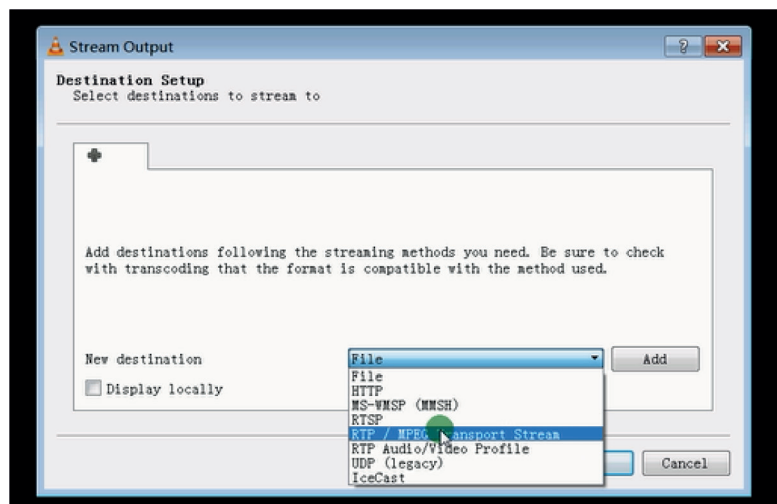 Stream Output
Destination Setup
Select destinations to stream to
Add destinations following the streaming methods you need. Be sure to check
with transcoding that the format is compatible with the method used.
New destination
File
Add
Display locally
File
HTTP
MS-WMSP (MMSH)
RTSP
RTP / MPEG Transport Stream
RTP Audio/Video Profile
UDP (legacy)
IceCast
Cancel